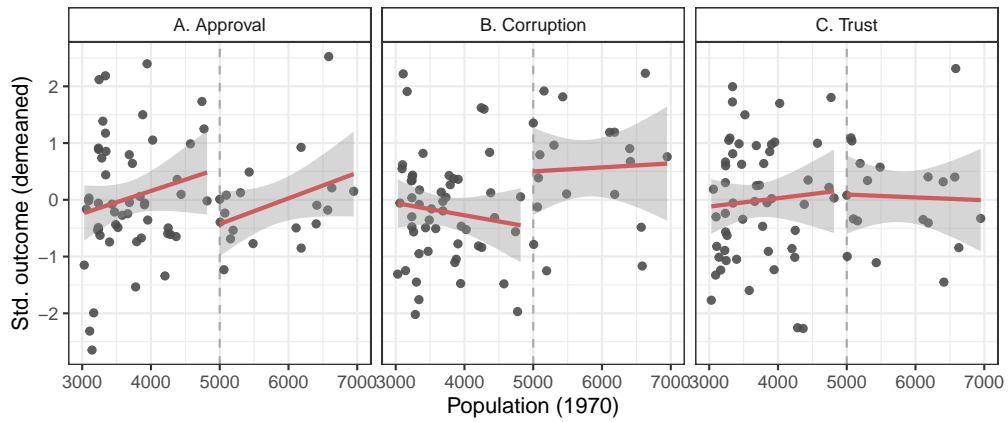 A. Approval
B. Corruption
C. Trust
Std. outcome (demeaned)
2
1
0
−1
−2
3000 4000 5000 6000 7000
3000 4000 5000 6000 7000
3000 4000 5000 6000 7000
Population (1970)